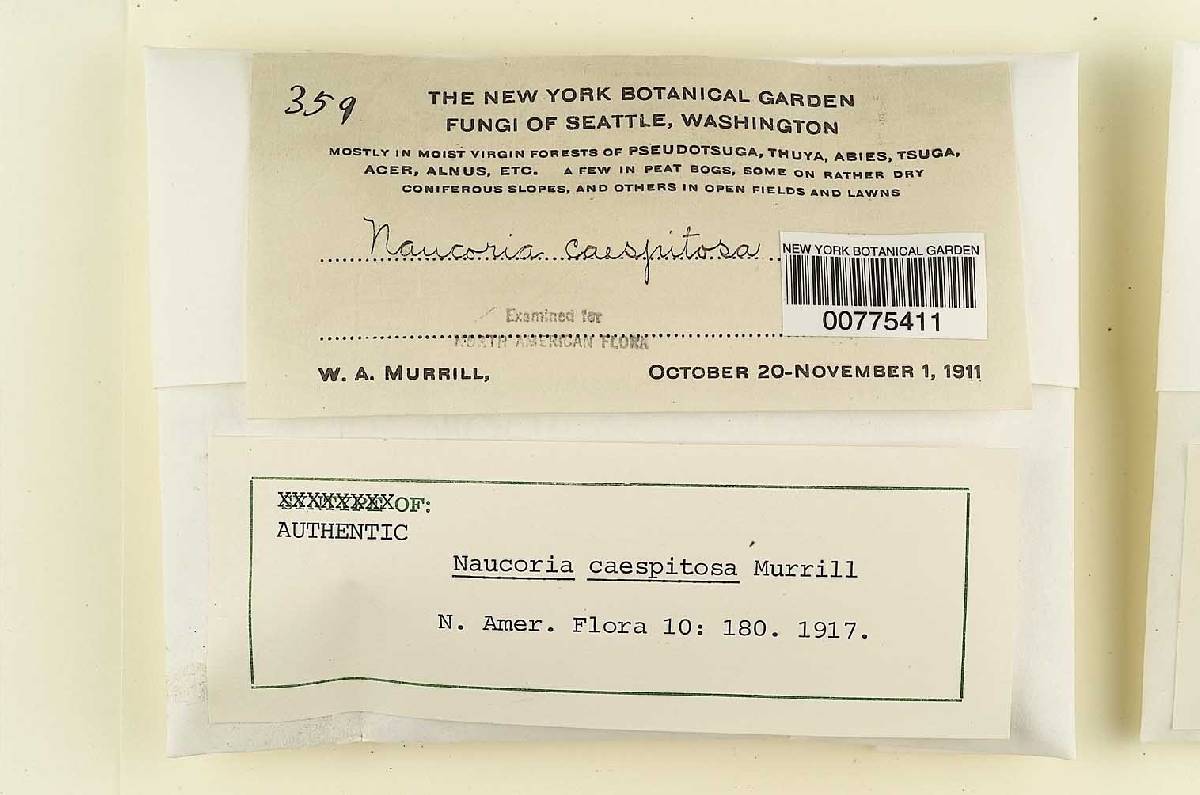 359
THE NEW YORK BOTANICAL GARDEN
FUNGI OF SEATTLE, WASHINGTON
MOSTLY IN MOIST VIRGIN FORESTS OF PSEUDOTSUGA, THUYA, ABIES, TSUGA,
ACER, ALNUS, ETC. A FEW IN PEAT BOGS, SOME ON RATHER DRY
CONIFEROUS SLOPES, AND OTHERS IN OPEN FIELDS AND LAWNS
Naucoria caespitosa
NEW YORK BOTANICAL GARDEN
00775411
Examined for
NORTH AMERICAN FLORA
W. A. MURRILL, OCTOBER 20-NOVEMBER 1, 1911
OF:
AUTHENTIC
Naucoria caespitosa Murrill
N. Amer. Flora 10: 180. 1917.